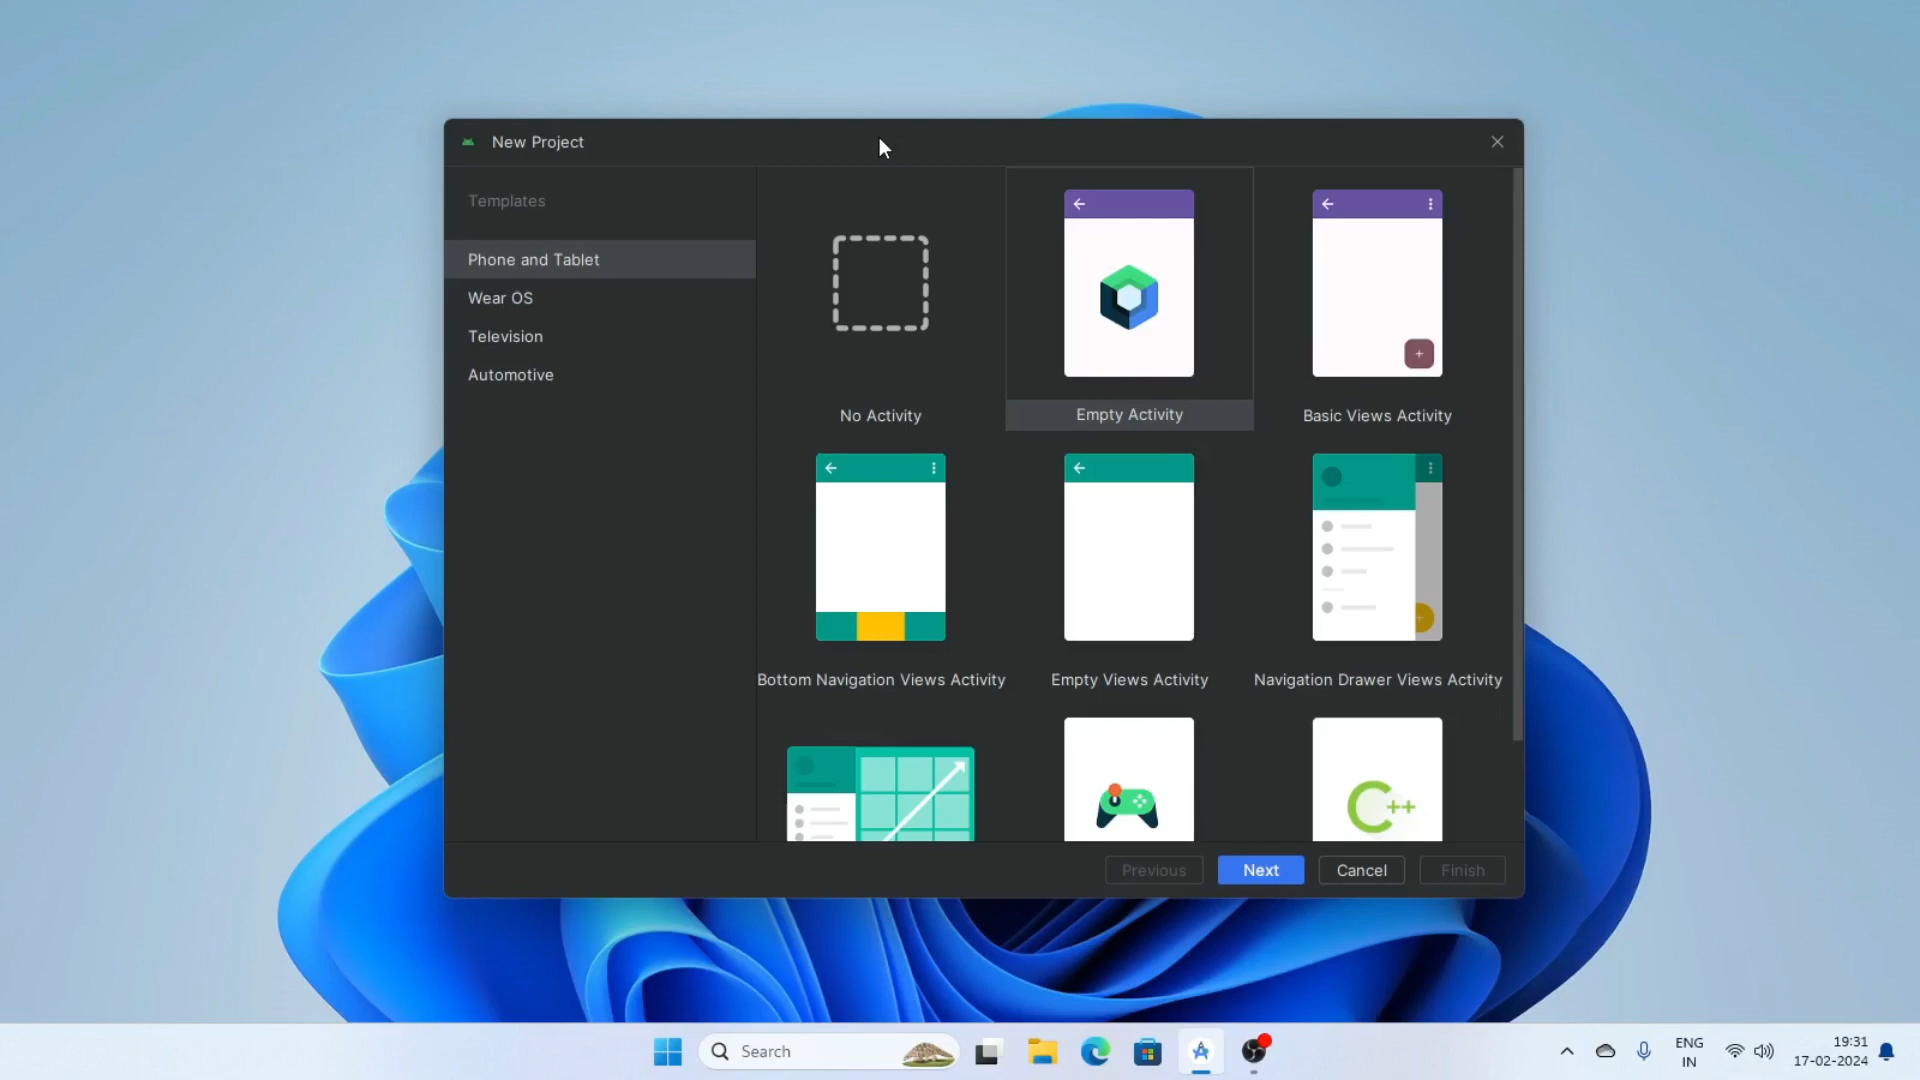 New Project
Templates
Phone and Tablet
Wear OS
Television
Automotive
No Activity
Empty Activity
Basic Views Activity
Bottom Navigation Views Activity
Empty Views Activity
Navigation Drawer Views Activity
C++
Previous
Next
Cancel
Finish
Search
ENG
IN
19:31
17-02-2024